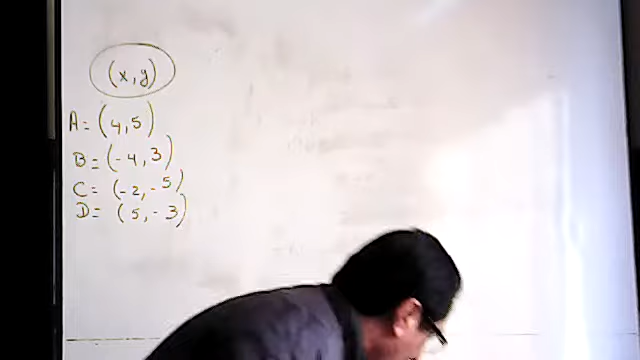 (x,y)
A= (4,5)
B= (-4,3)
C= (-2,-5)
D= (5,-3)